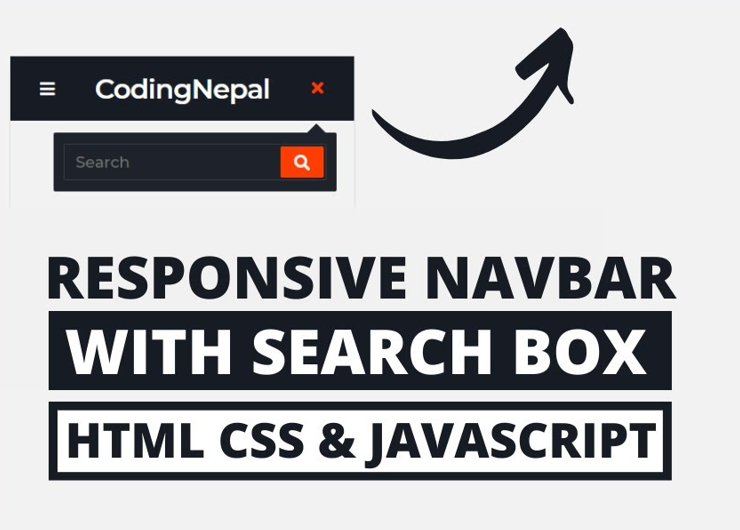 CodingNepal
Search
RESPONSIVE NAVBAR
WITH SEARCH BOX
HTML CSS & JAVASCRIPT